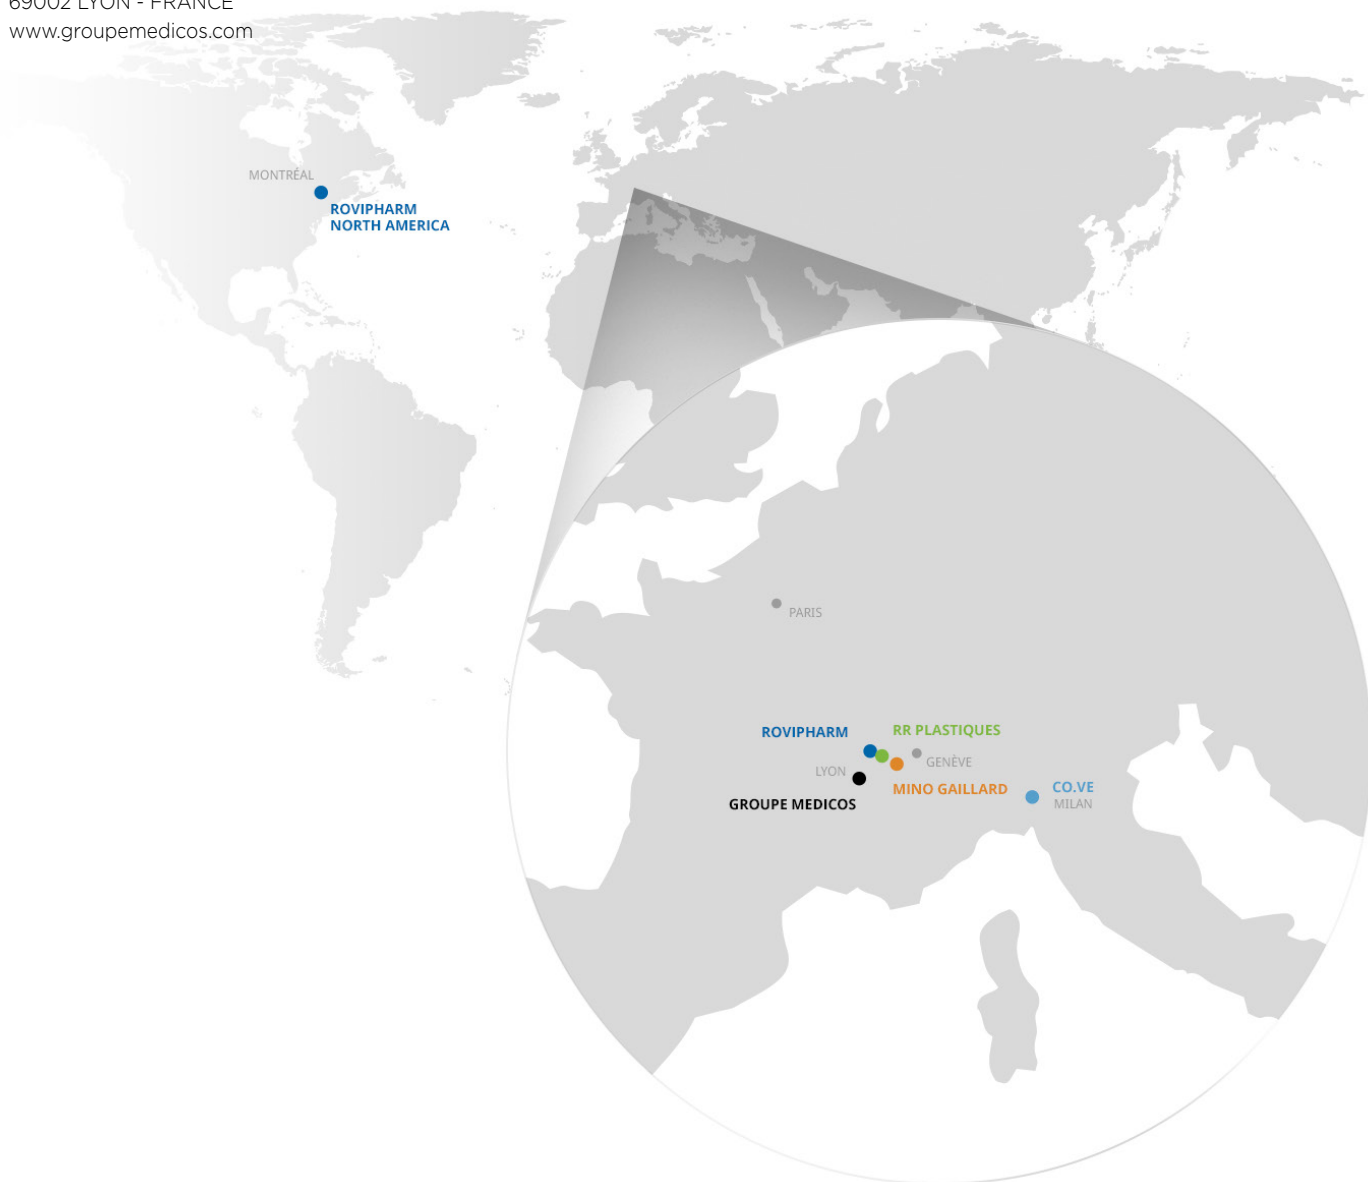 69002 LYON - FRANCE
www.groupemedicos.com
MONTRÉAL
ROVIPHARM
NORTH AMERICA
PARIS
ROVIPHARM
RR PLASTIQUES
LYON
GENÈVE
GROUPE MEDICOS
MINO GAILLARD
CO.VE
MILAN